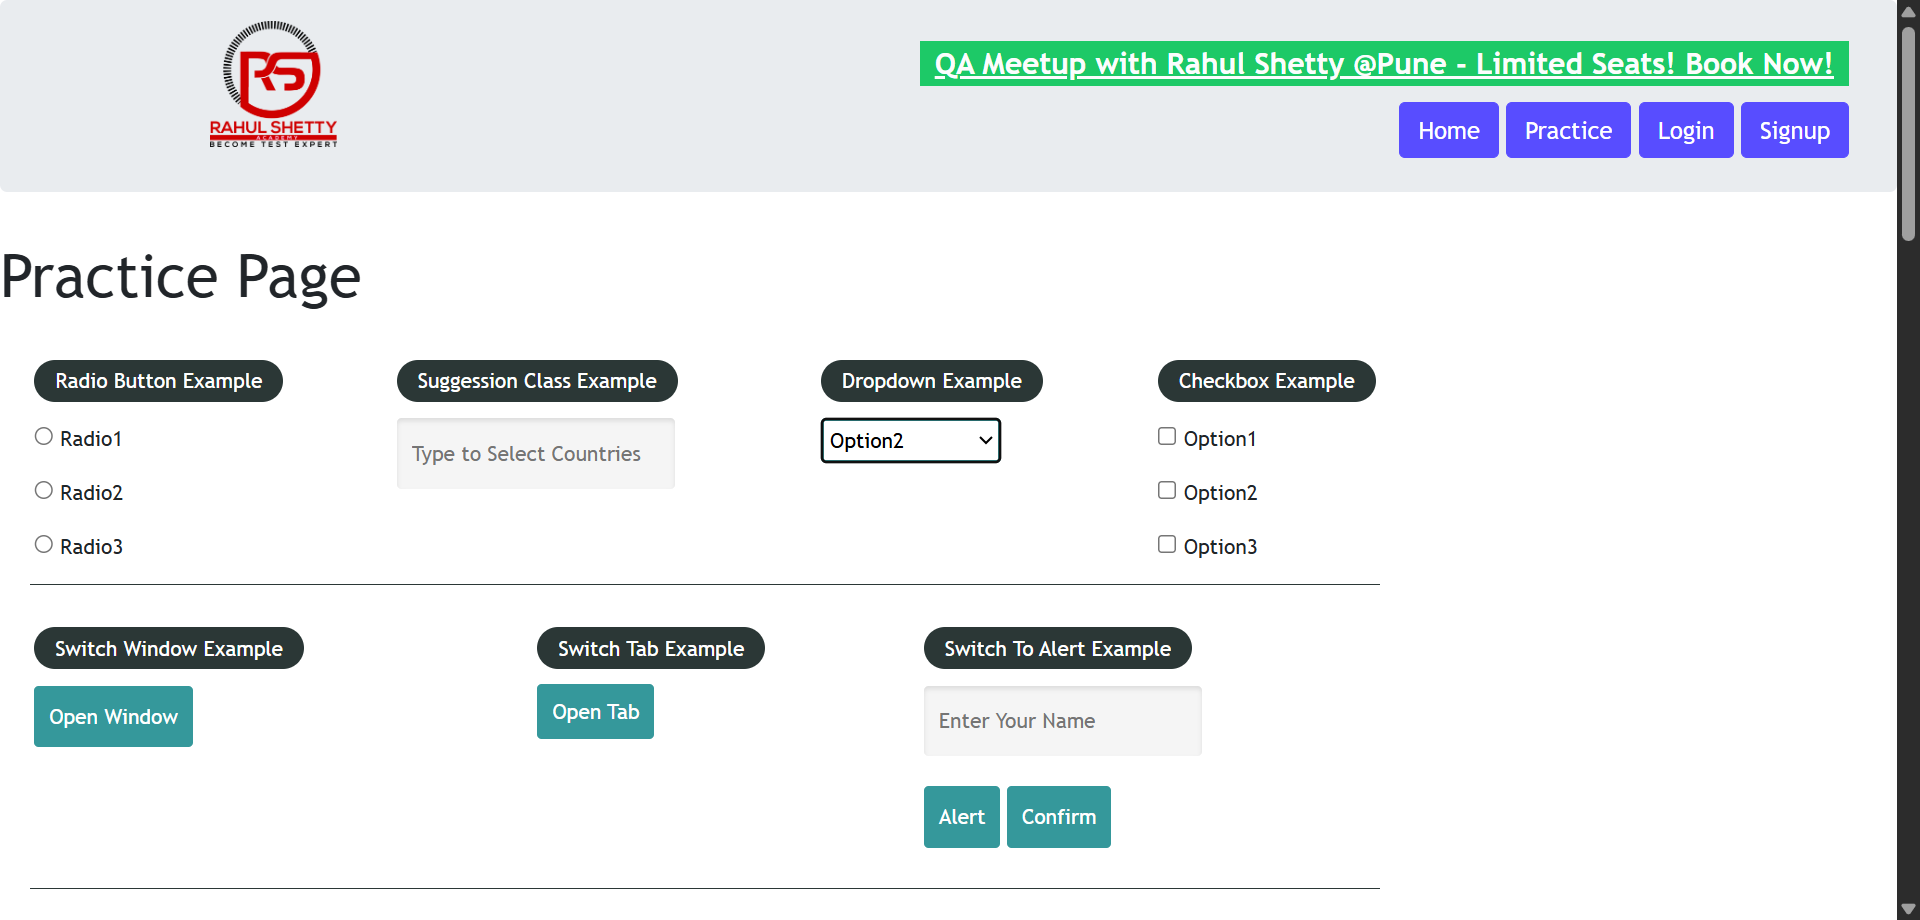 RS
RAHUL SHETTY
ACADEMY
BECOME TEST EXPERT
QA Meetup with Rahul Shetty @Pune - Limited Seats! Book Now!
Home Practice Login Signup
Practice Page
Radio Button Example
Radio1
Radio2
Radio3
Suggession Class Example
Type to Select Countries
Dropdown Example
Option2
Checkbox Example
Option1
Option2
Option3
Switch Window Example
Open Window
Switch Tab Example
Open Tab
Switch To Alert Example
Enter Your Name
Alert Confirm